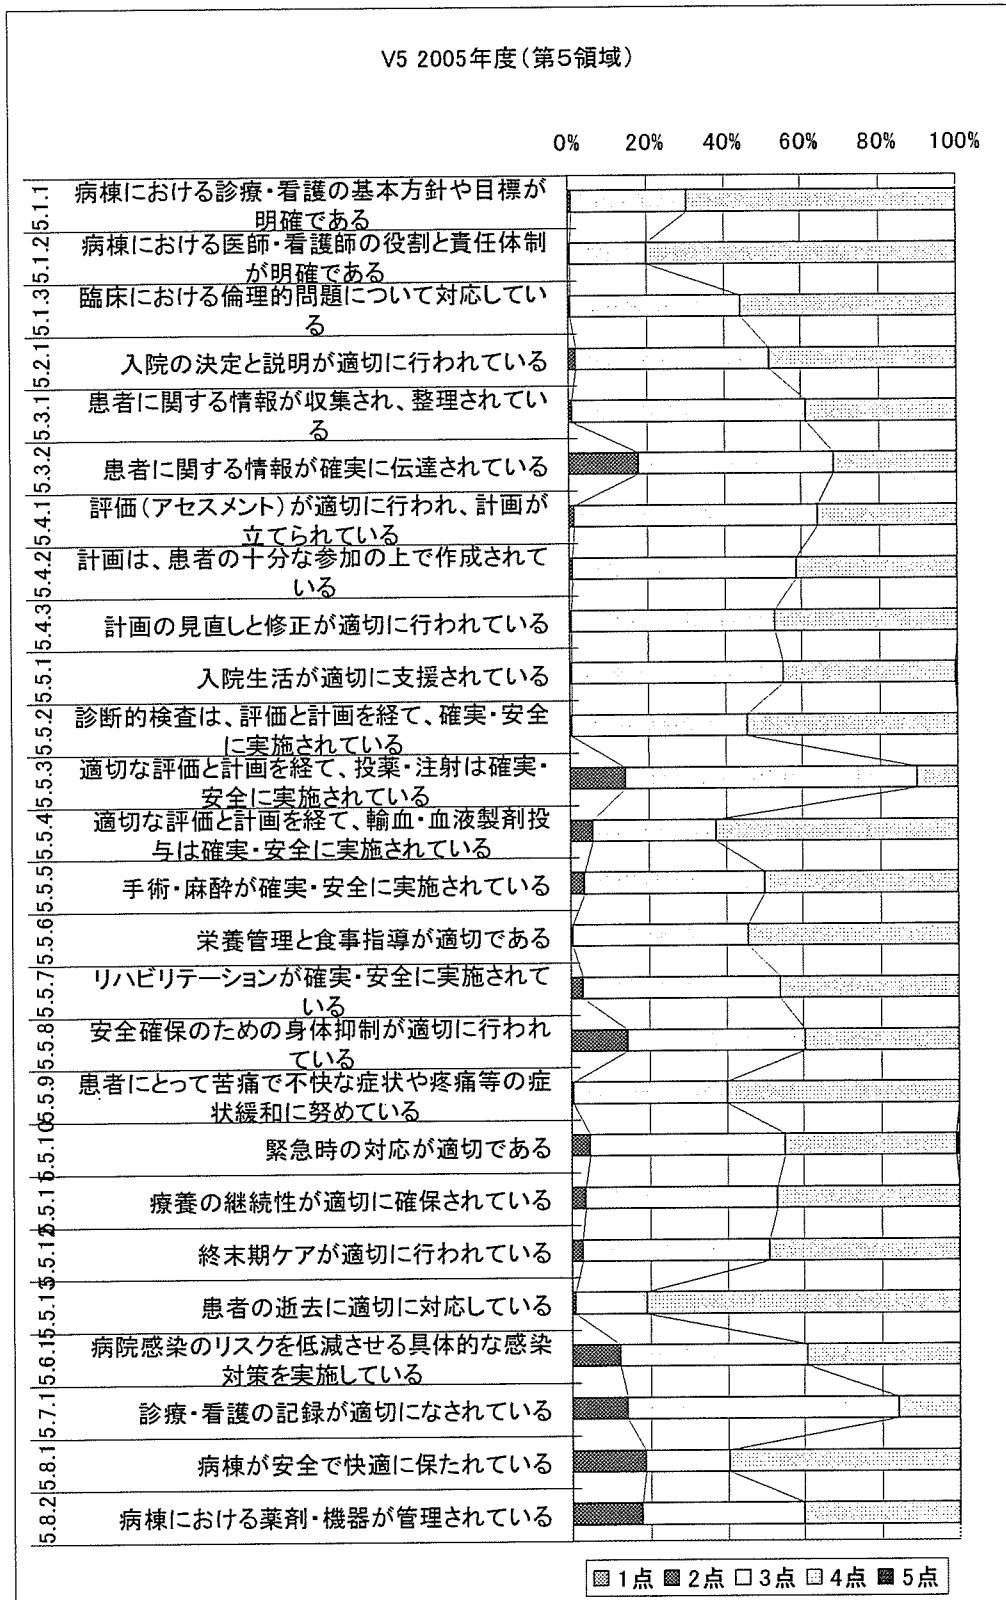 V5 2005年度(第5領域)
0% 20% 40% 60% 80% 100%
5.1.1 病棟における診療・看護の基本方針や目標が
明確である
5.1.2 病棟における医師・看護師の役割と責任体制
が明確である
5.1.3 臨床における倫理的問題について対応してい
る
5.2.1 入院の決定と説明が適切に行われている
5.3.1 患者に関する情報が収集され、整理されてい
る
5.3.2 患者に関する情報が確実に伝達されている
5.4.1 評価(アセスメント)が適切に行われ、計画が
立てられている
5.4.2 計画は、患者の十分な参加の上で作成されて
いる
5.4.3 計画の見直しと修正が適切に行われている
5.5.1 入院生活が適切に支援されている
5.5.2 診断的検査は、評価と計画を経て、確実・安全
に実施されている
5.5.3 適切な評価と計画を経て、投薬・注射は確実・
安全に実施されている
5.5.4 適切な評価と計画を経て、輸血・血液製剤投
与は確実・安全に実施されている
5.5.5 手術・麻酔が確実・安全に実施されている
5.5.6 栄養管理と食事指導が適切である
5.5.7 リハビリテーションが確実・安全に実施されて
いる
5.5.8 安全確保のための身体抑制が適切に行われ
ている
5.5.9 患者にとって苦痛で不快な症状や疼痛等の症
状緩和に努めている
5.5.10 緊急時の対応が適切である
5.5.11 療養の継続性が適切に確保されている
5.5.12 終末期ケアが適切に行われている
5.5.13 患者の逝去に適切に対応している
5.6.1 病院感染のリスクを低減させる具体的な感染
対策を実施している
5.7.1 診療・看護の記録が適切になされている
5.8.1 病棟が安全で快適に保たれている
5.8.2 病棟における薬剤・機器が管理されている
1点 2点 3点 4点 5点